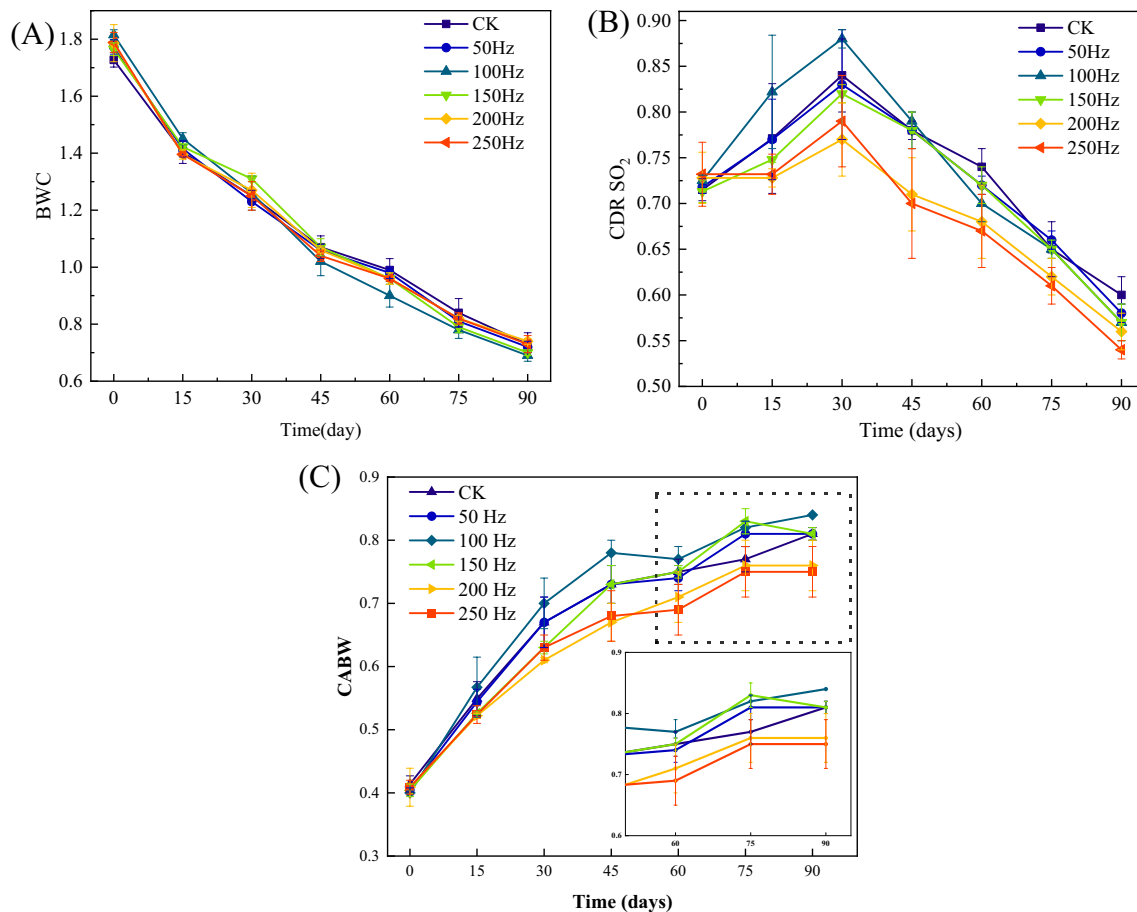 (A)
1.8
1.6
1.4
1.2
1.0
0.8
0.6
BWC
CK
50Hz
100Hz
150Hz
200Hz
250Hz
0 15 30 45 60 75 90
Time(day)
(B)
0.90
0.85
0.80
0.75
0.70
0.65
0.60
0.55
0.50
CDR SO₂
CK
50Hz
100Hz
150Hz
200Hz
250Hz
0 15 30 45 60 75 90
Time (days)
(C)
0.9
0.8
0.7
0.6
0.5
0.4
0.3
CABW
CK
50 Hz
100 Hz
150 Hz
200 Hz
250 Hz
0.9
0.8
0.7
0.6
60 75 90
0 15 30 45 60 75 90
Time (days)